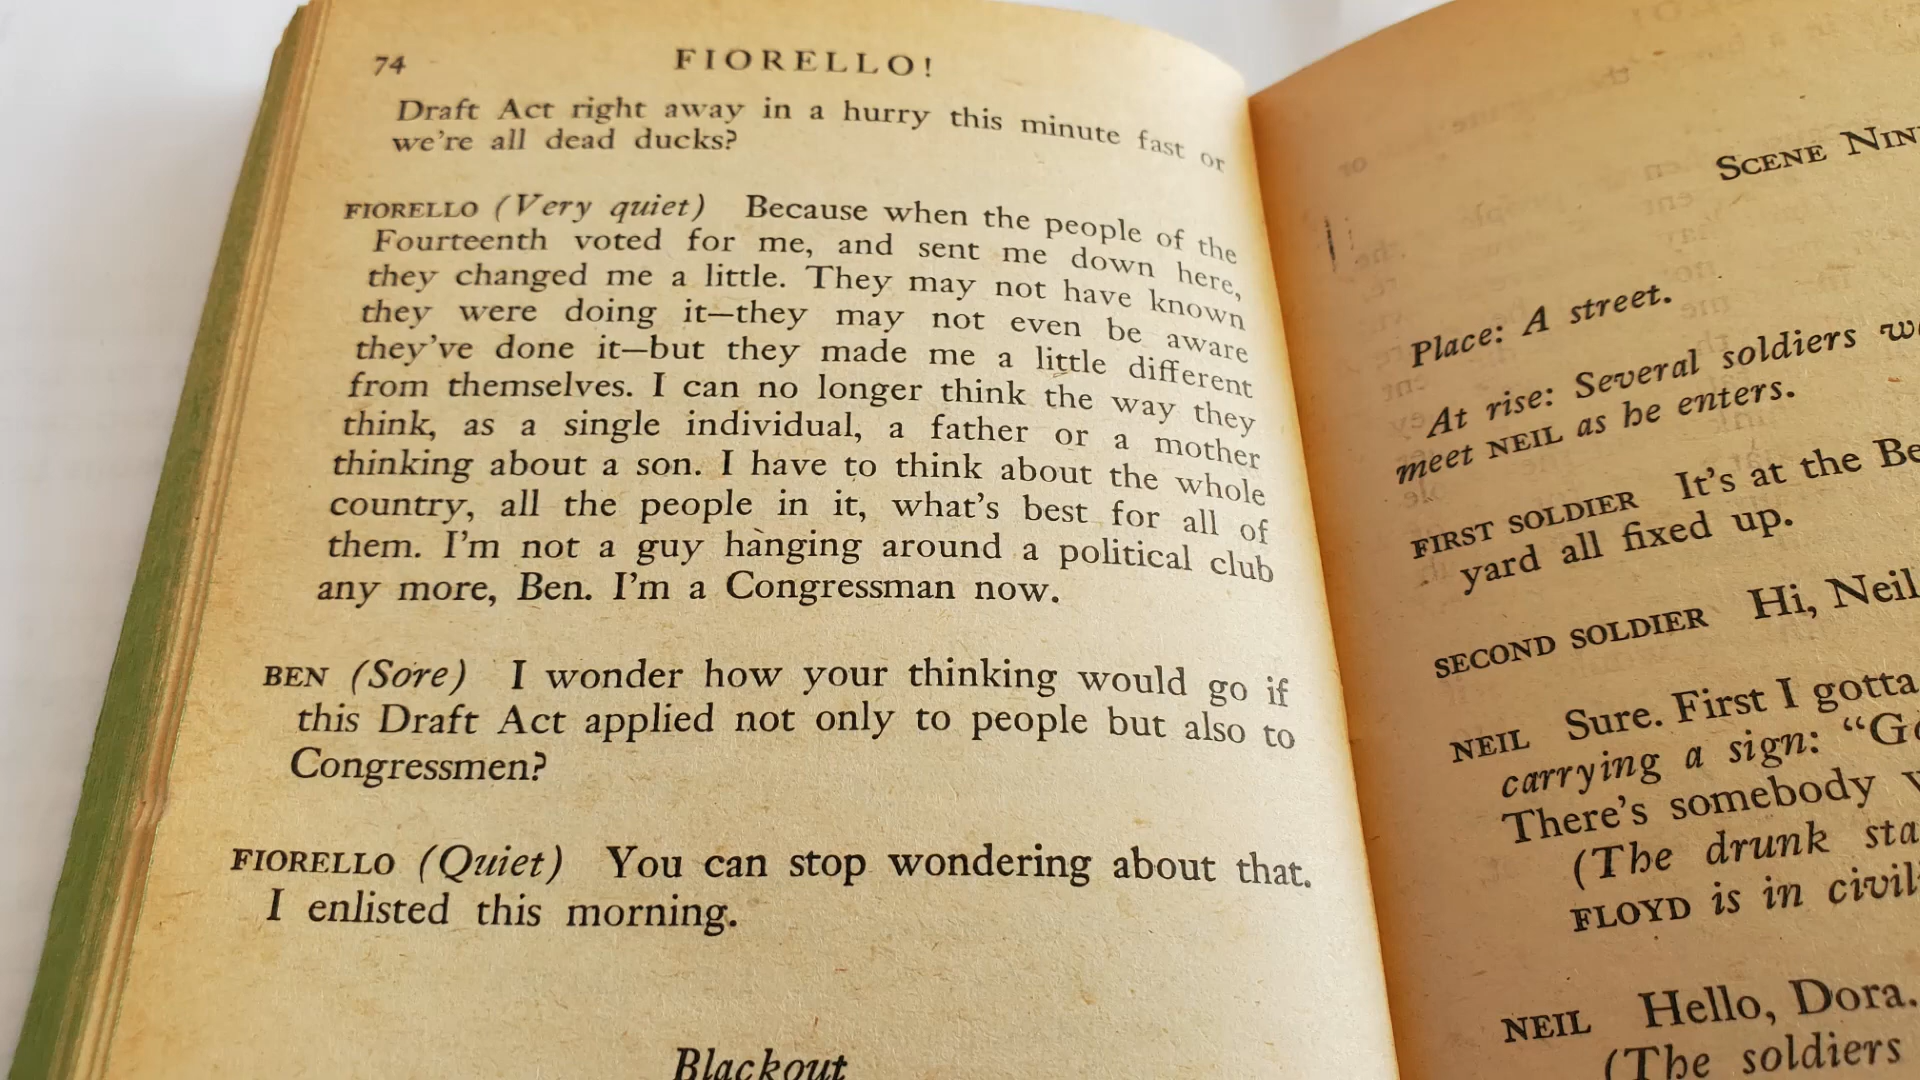 74
FIORELLO!
Draft Act right away in a hurry this minute fast or
we're all dead ducks?
FIORELLO (Very quiet) Because when the people of the
Fourteenth voted for me, and sent me down here,
they changed me a little. They may not have known
they were doing it—they may not even be aware
they've done it—but they made me a little different
from themselves. I can no longer think the way they
think, as a single individual, a father or a mother
thinking about a son. I have to think about the whole
country, all the people in it, what's best for all of
them. I'm not a guy hanging around a political club
any more, Ben. I'm a Congressman now.
BEN (Sore) I wonder how your thinking would go if
this Draft Act applied not only to people but also to
Congressmen?
FIORELLO (Quiet) You can stop wondering about that.
I enlisted this morning.
Blackout
SCENE
Place: A street.
At rise: Several soldiers
meet NEIL as he enters.
FIRST SOLDIER It's at the
yard all fixed up.
SECOND SOLDIER Hi, Neil
NEIL Sure. First I gotta
carrying a sign:
There's somebody
(The drunk
FLOYD is in
NEIL Hello, Dora.
(The soldiers